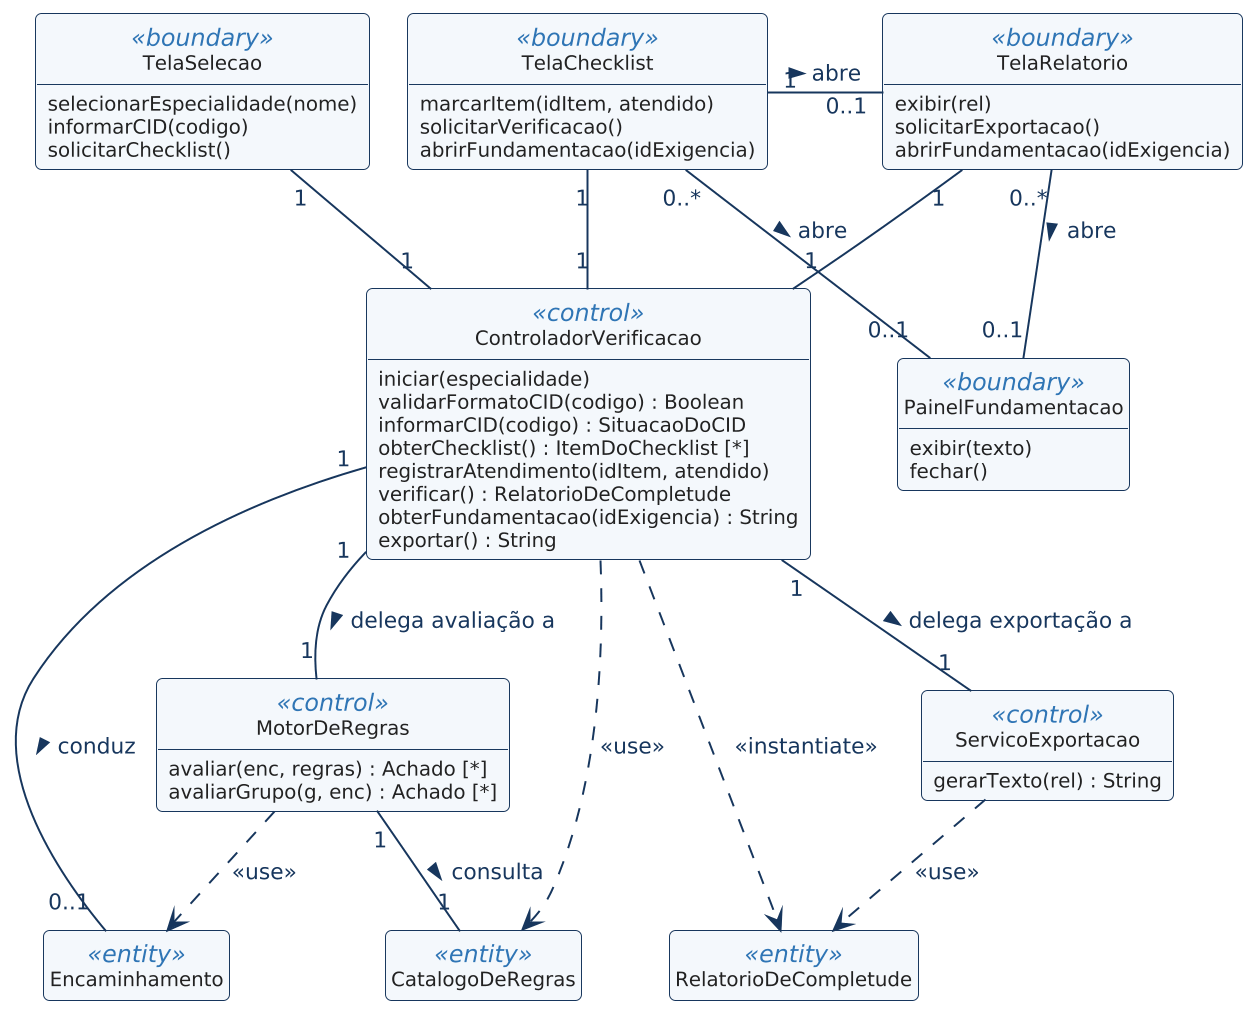 «boundary»
TelaSelecao
selecionarEspecialidade(nome)
informarCID(codigo)
solicitarChecklist()
«boundary»
TelaChecklist
marcarItem(idItem, atendido)
solicitarVerificacao()
abrirFundamentacao(idExigencia)
abre
1
0..1
«boundary»
TelaRelatorio
exibir(rel)
solicitarExportacao()
abrirFundamentacao(idExigencia)
1
1
0..*
1
0..*
abre
abre
1
1
1
0..1
0..1
«control»
ControladorVerificacao
iniciar(especialidade)
validarFormatoCID(codigo) : Boolean
informarCID(codigo) : SituacaoDoCID
obterChecklist() : ItemDoChecklist [*]
registrarAtendimento(idItem, atendido)
verificar() : RelatorioDeCompletude
obterFundamentacao(idExigencia) : String
exportar() : String
«boundary»
PainelFundamentacao
exibir(texto)
fechar()
1
1
1
delega avaliação a
delega exportação a
1
1
«control»
MotorDeRegras
avaliar(enc, regras) : Achado [*]
avaliarGrupo(g, enc) : Achado [*]
conduz
«use»
«instantiate»
«control»
ServicoExportacao
gerarTexto(rel) : String
1
«use»
consulta
«use»
0..1
1
«entity»
Encaminhamento
«entity»
CatalogoDeRegras
«entity»
RelatorioDeCompletude